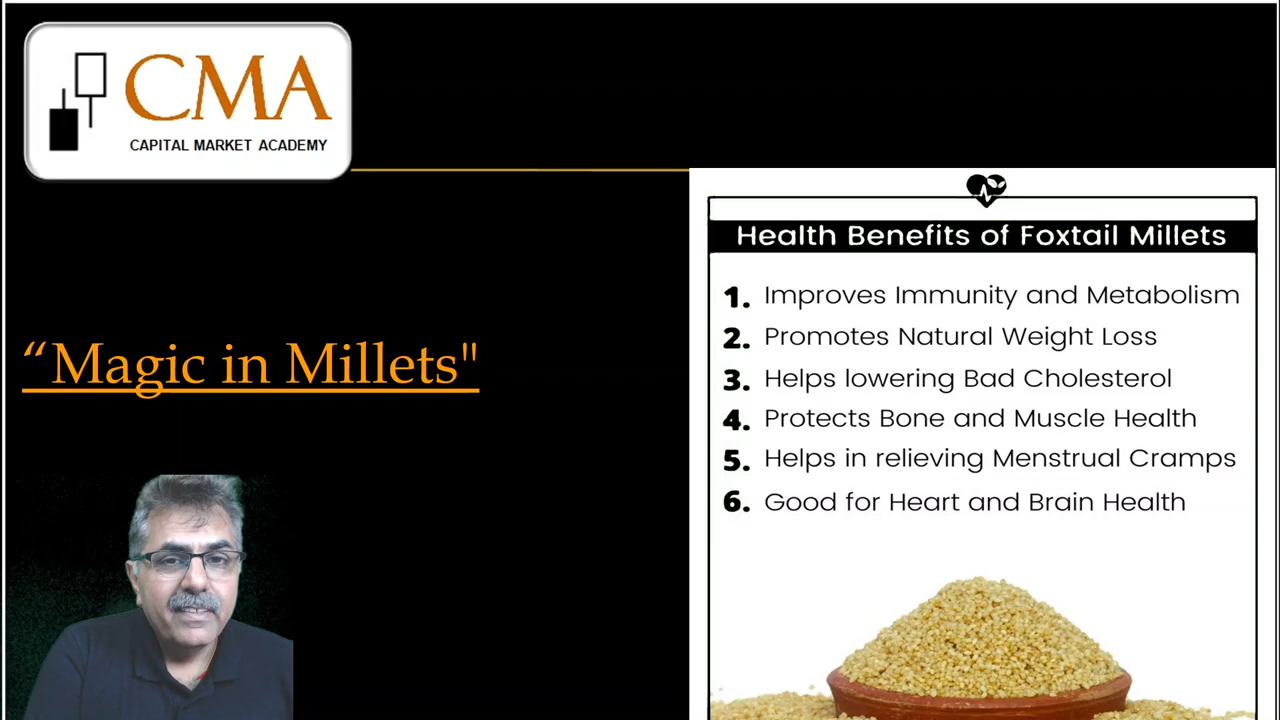 CMA
CAPITAL MARKET ACADEMY
“Magic in Millets"
Health Benefits of Foxtail Millets
1. Improves Immunity and Metabolism
2. Promotes Natural Weight Loss
3. Helps lowering Bad Cholesterol
4. Protects Bone and Muscle Health
5. Helps in relieving Menstrual Cramps
6. Good for Heart and Brain Health